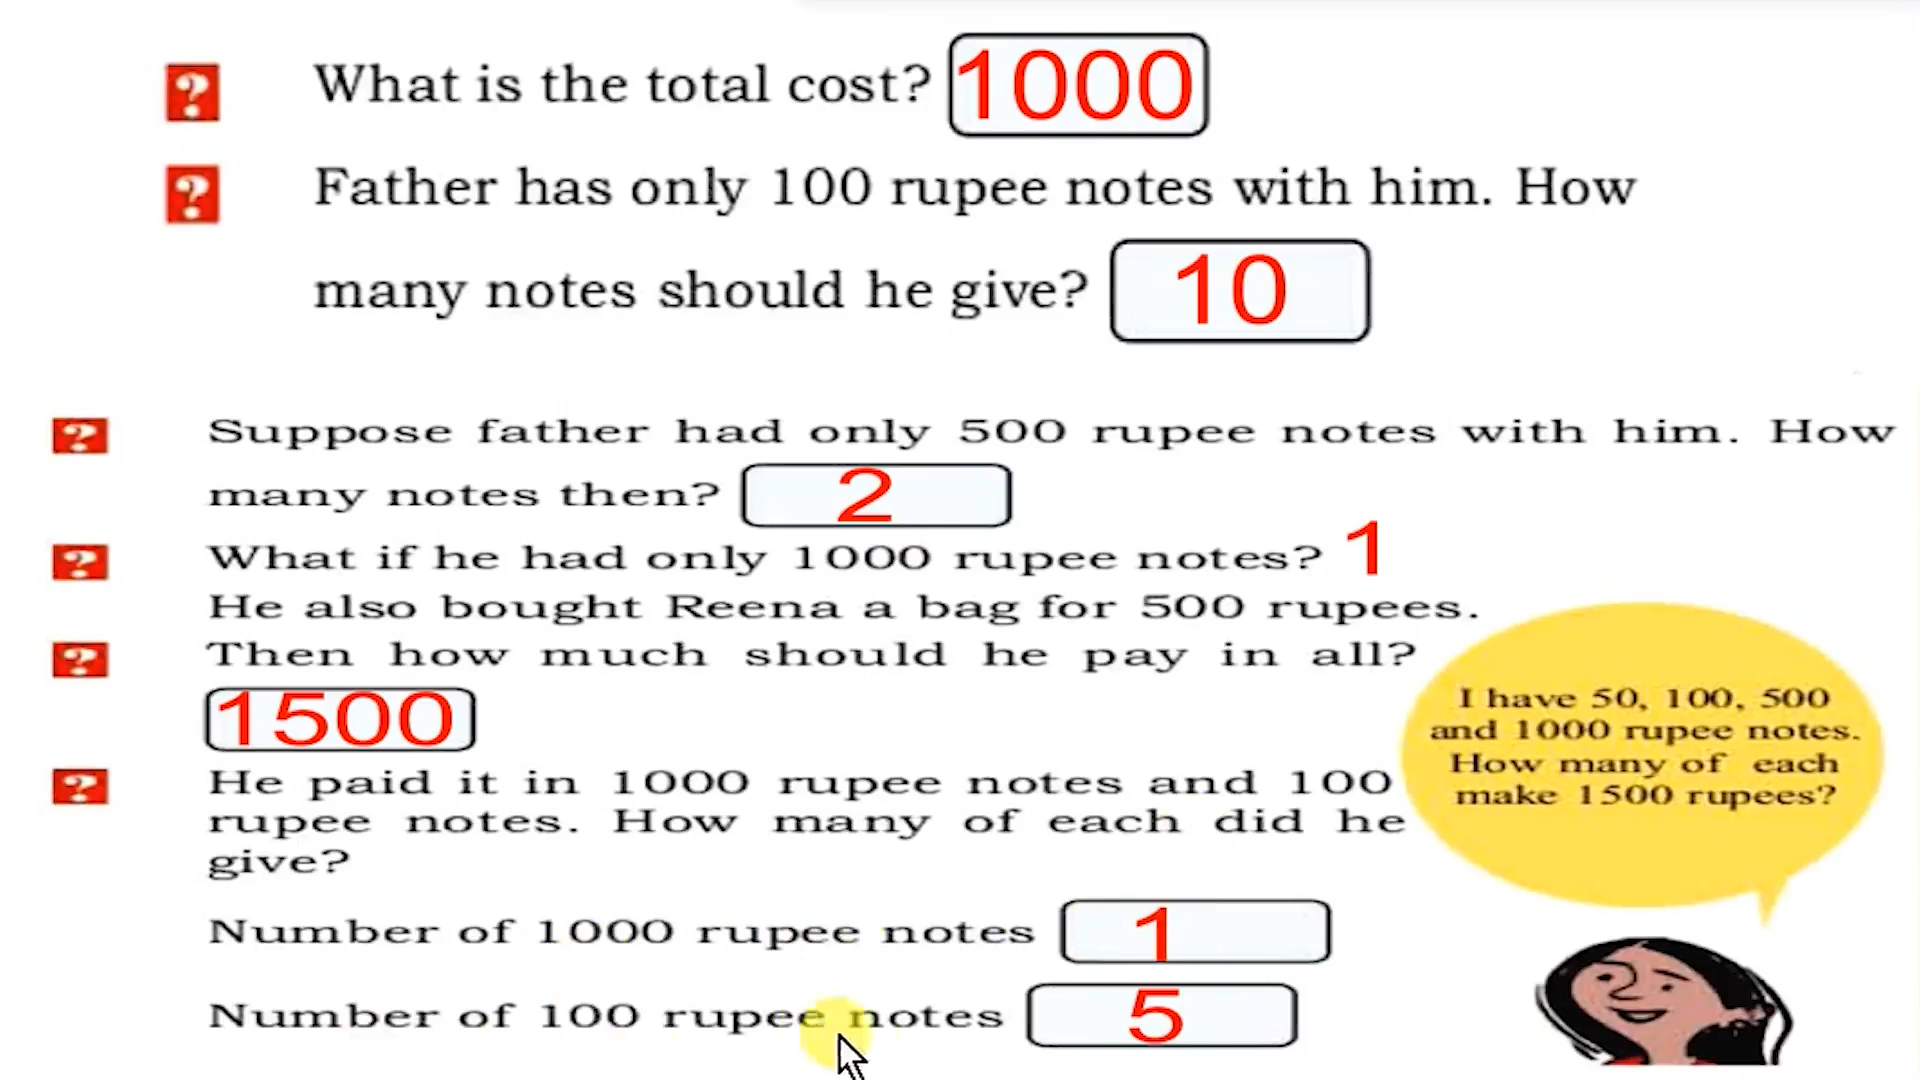 ? What is the total cost? 1000
? Father has only 100 rupee notes with him. How
many notes should he give? 10
? Suppose father had only 500 rupee notes with him. How
many notes then? 2
? What if he had only 1000 rupee notes? 1
He also bought Reena a bag for 500 rupees.
? Then how much should he pay in all?
1500
? He paid it in 1000 rupee notes and 100
rupee notes. How many of each did he
give?
Number of 1000 rupee notes 1
Number of 100 rupee notes 5
I have 50, 100, 500
and 1000 rupee notes.
How many of each
make 1500 rupees?